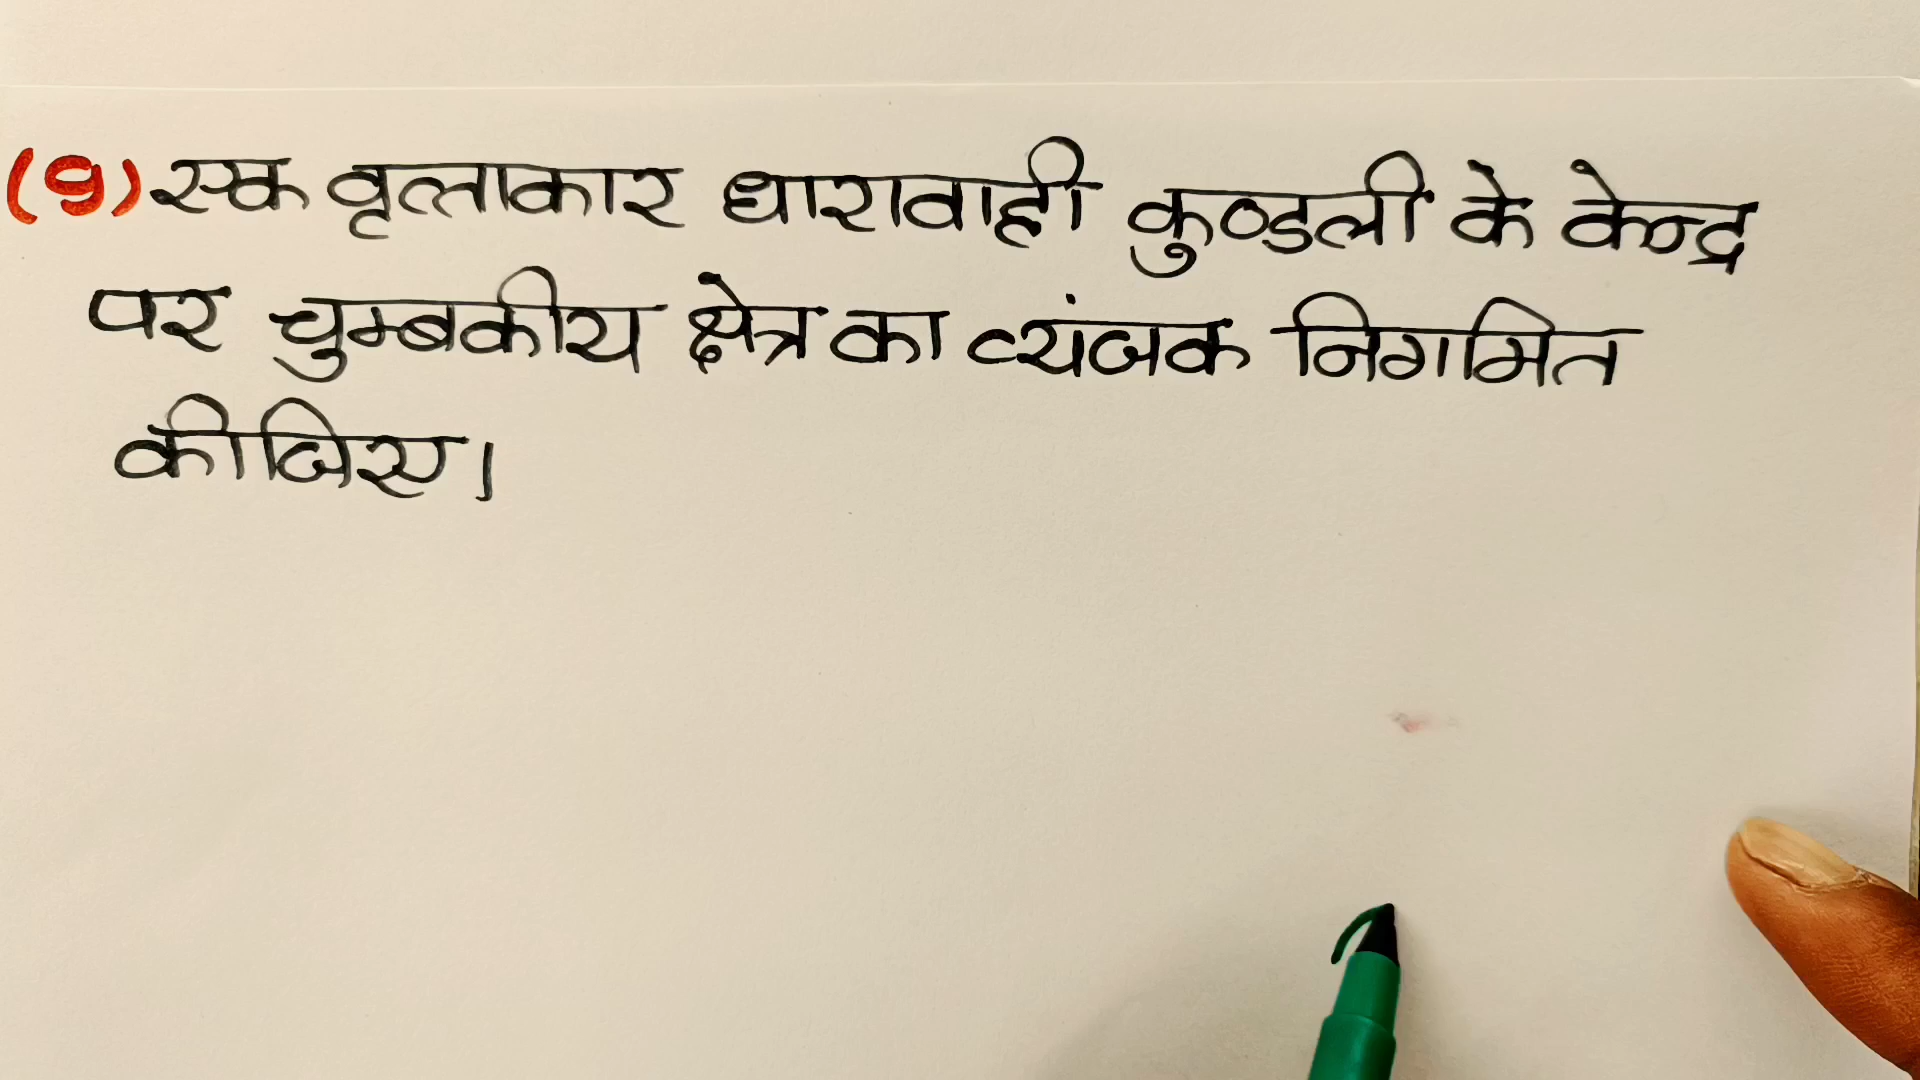 (9) एक वृत्ताकार धारावाही कुण्डली के केन्द्र
पर चुम्बकीय क्षेत्र का व्यंजक निगमित
कीजिए।